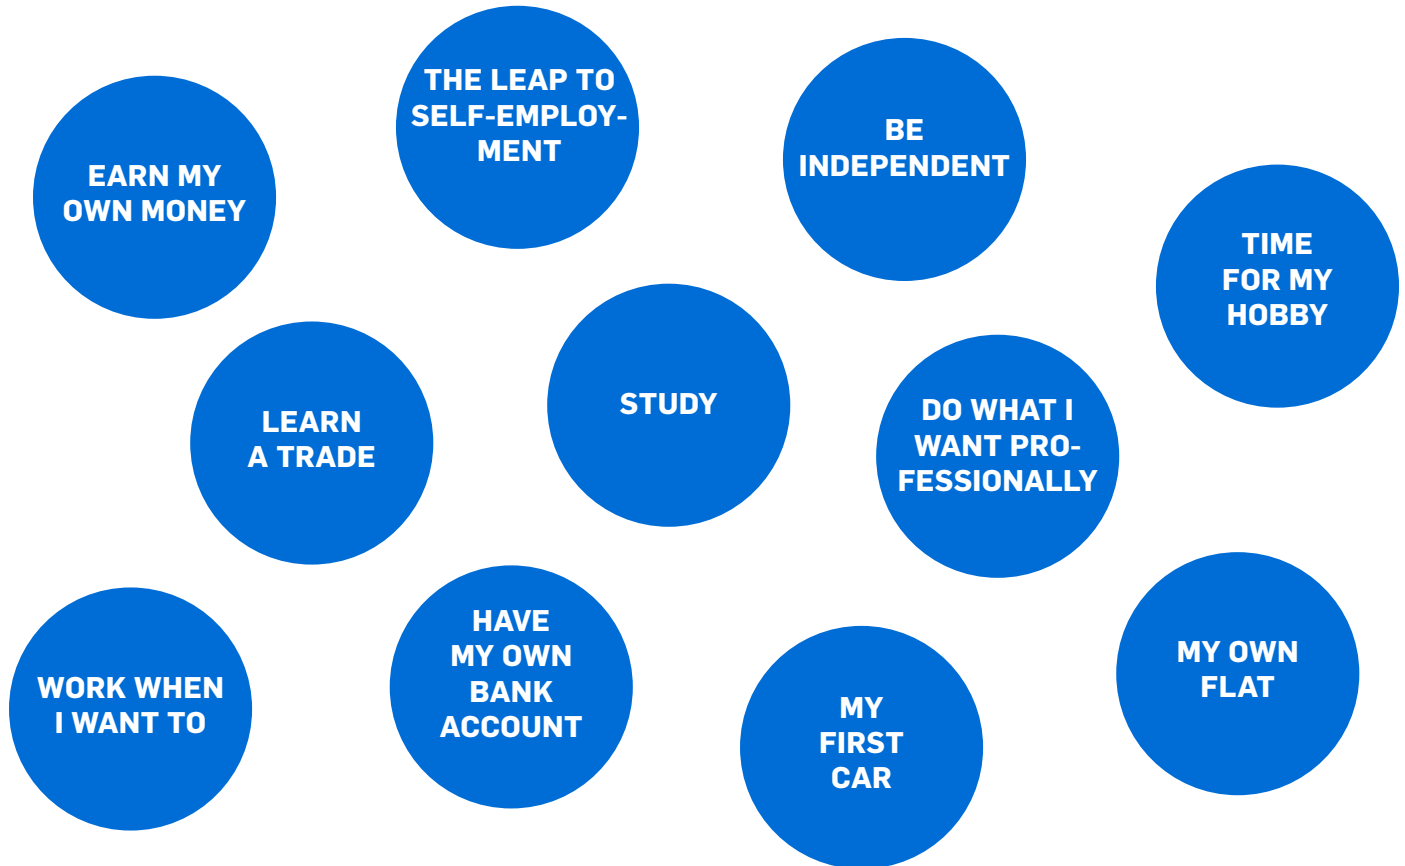 THE LEAP TO
SELF-EMPLOY-
MENT
BE
INDEPENDENT
EARN MY
OWN MONEY
TIME
FOR MY
HOBBY
STUDY
DO WHAT I
WANT PRO-
FESSIONALLY
LEARN
A TRADE
HAVE
MY OWN
BANK
ACCOUNT
MY OWN
FLAT
WORK WHEN
I WANT TO
MY
FIRST
CAR